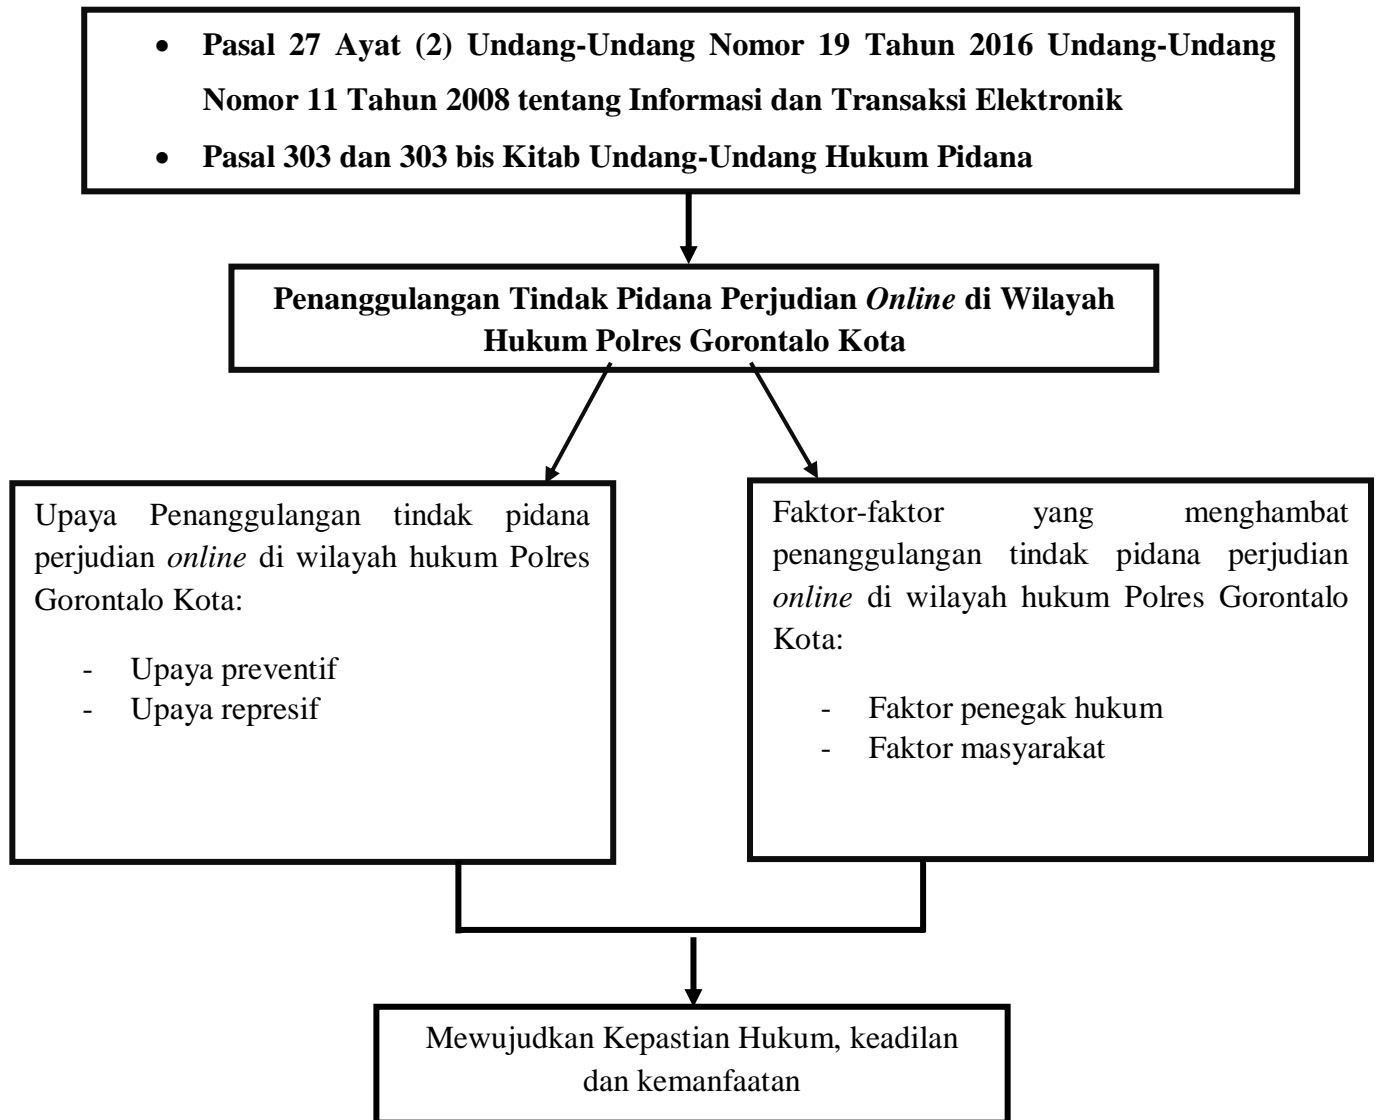 • Pasal 27 Ayat (2) Undang-Undang Nomor 19 Tahun 2016 Undang-Undang
Nomor 11 Tahun 2008 tentang Informasi dan Transaksi Elektronik
• Pasal 303 dan 303 bis Kitab Undang-Undang Hukum Pidana
Penanggulangan Tindak Pidana Perjudian Online di Wilayah
Hukum Polres Gorontalo Kota
Upaya Penanggulangan tindak pidana
perjudian online di wilayah hukum Polres
Gorontalo Kota:
- Upaya preventif
- Upaya represif
Faktor-faktor yang menghambat
penanggulangan tindak pidana perjudian
online di wilayah hukum Polres Gorontalo
Kota:
- Faktor penegak hukum
- Faktor masyarakat
Mewujudkan Kepastian Hukum, keadilan
dan kemanfaatan